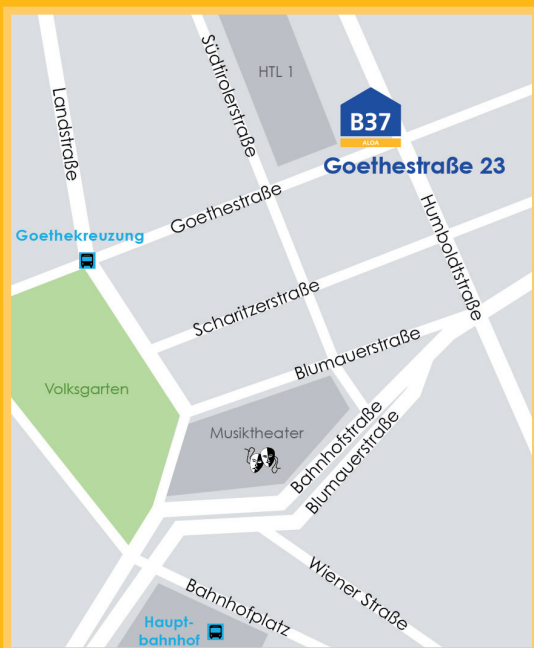 HTL 1
Südtirolerstraße
Landstraße
B37
ALOA
Goethestraße 23
Goethestraße
Humboldtstraße
Goethekreuzung
Scharitzerstraße
Blumauerstraße
Volksgarten
Musiktheater
Bahnhofstraße
Blumauerstraße
Wiener Straße
Bahnhofplatz
Haupt-
bahnhof